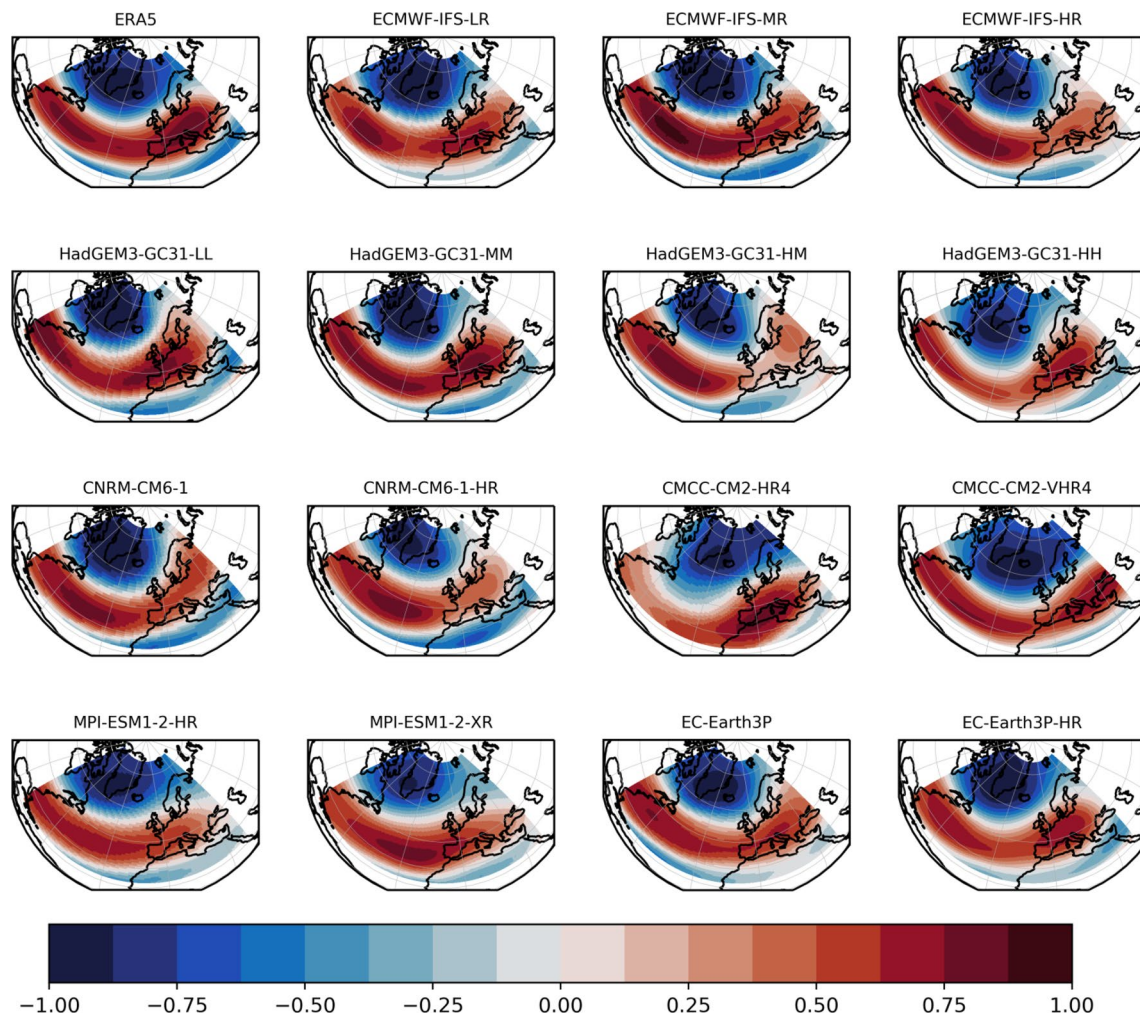 ERA5 ECMWF-IFS-LR ECMWF-IFS-MR ECMWF-IFS-HR
HadGEM3-GC31-LL HadGEM3-GC31-MM HadGEM3-GC31-HM HadGEM3-GC31-HH
CNRM-CM6-1 CNRM-CM6-1-HR CMCC-CM2-HR4 CMCC-CM2-VHR4
MPI-ESM1-2-HR MPI-ESM1-2-XR EC-Earth3P EC-Earth3P-HR
−1.00 −0.75 −0.50 −0.25 0.00 0.25 0.50 0.75 1.00